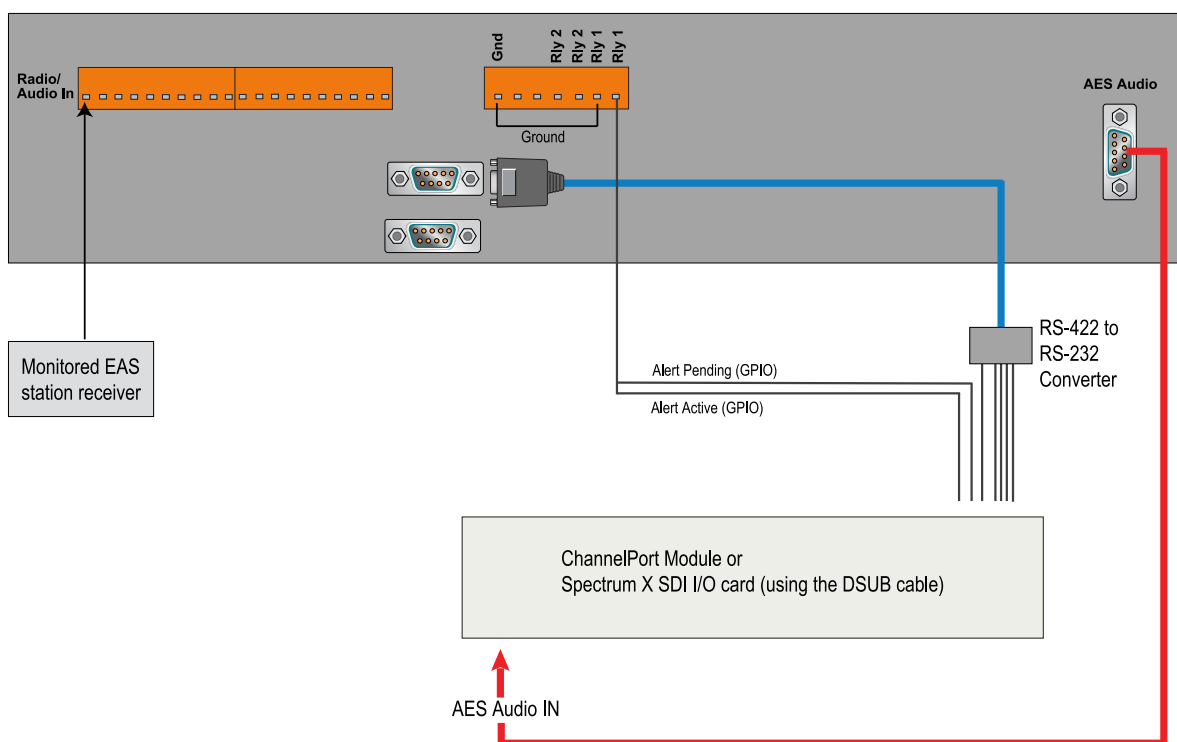 Gnd
Rly 2
Rly 2
Rly 1
Rly 1
Radio/
Audio In
AES Audio
Ground
RS-422 to
RS-232
Converter
Monitored EAS
station receiver
Alert Pending (GPIO)
Alert Active (GPIO)
ChannelPort Module or
Spectrum X SDI I/O card (using the DSUB cable)
AES Audio IN